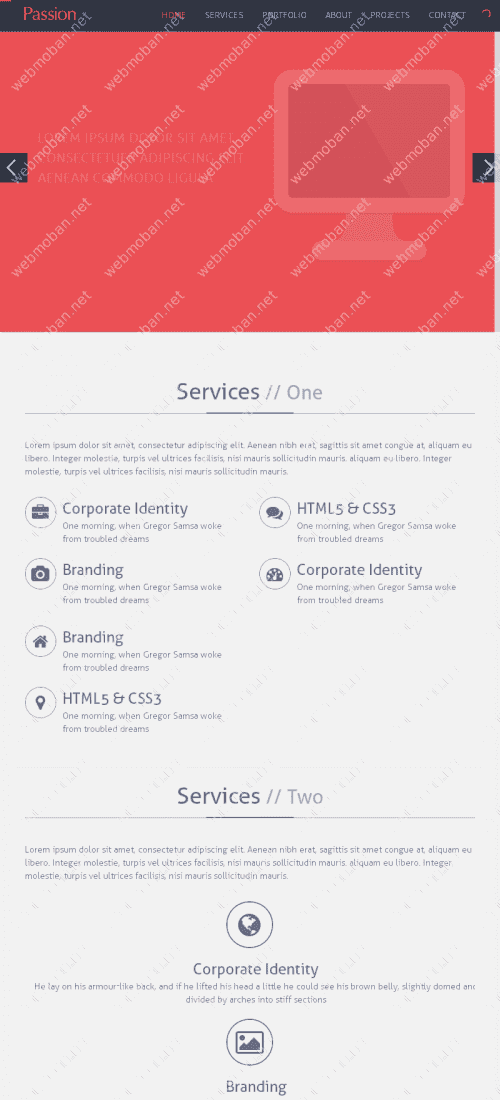 Passion
HOME SERVICES PORTFOLIO ABOUT PROJECTS CONTACT
LOREM IPSUM DOLOR SIT AMET
CONSECTETUER ADIPISCING ELIT
AENEAN COMMODO LIGULA
webmoban.net
Services // One
Lorem ipsum dolor sit amet, consectetur adipiscing elit. Aenean nibh erat, sagittis sit amet congue at, aliquam eu
libero. Integer molestie, turpis vel ultrices facilisis, nisi mauris sollicitudin mauris. aliquam eu libero. Integer
molestie, turpis vel ultrices facilisis, nisi mauris sollicitudin mauris.
Corporate Identity
One morning, when Gregor Samsa woke
from troubled dreams
HTML5 & CSS3
One morning, when Gregor Samsa woke
from troubled dreams
Branding
One morning, when Gregor Samsa woke
from troubled dreams
Corporate Identity
One morning, when Gregor Samsa woke
from troubled dreams
Branding
One morning, when Gregor Samsa woke
from troubled dreams
HTML5 & CSS3
One morning, when Gregor Samsa woke
from troubled dreams
Services // Two
Lorem ipsum dolor sit amet, consectetur adipiscing elit. Aenean nibh erat, sagittis sit amet congue at, aliquam eu
libero. Integer molestie, turpis vel ultrices facilisis, nisi mauris sollicitudin mauris. aliquam eu libero. Integer
molestie, turpis vel ultrices facilisis, nisi mauris sollicitudin mauris.
Corporate Identity
He lay on his armour-like back, and if he lifted his head a little he could see his brown belly, slightly domed and
divided by arches into stiff sections
Branding